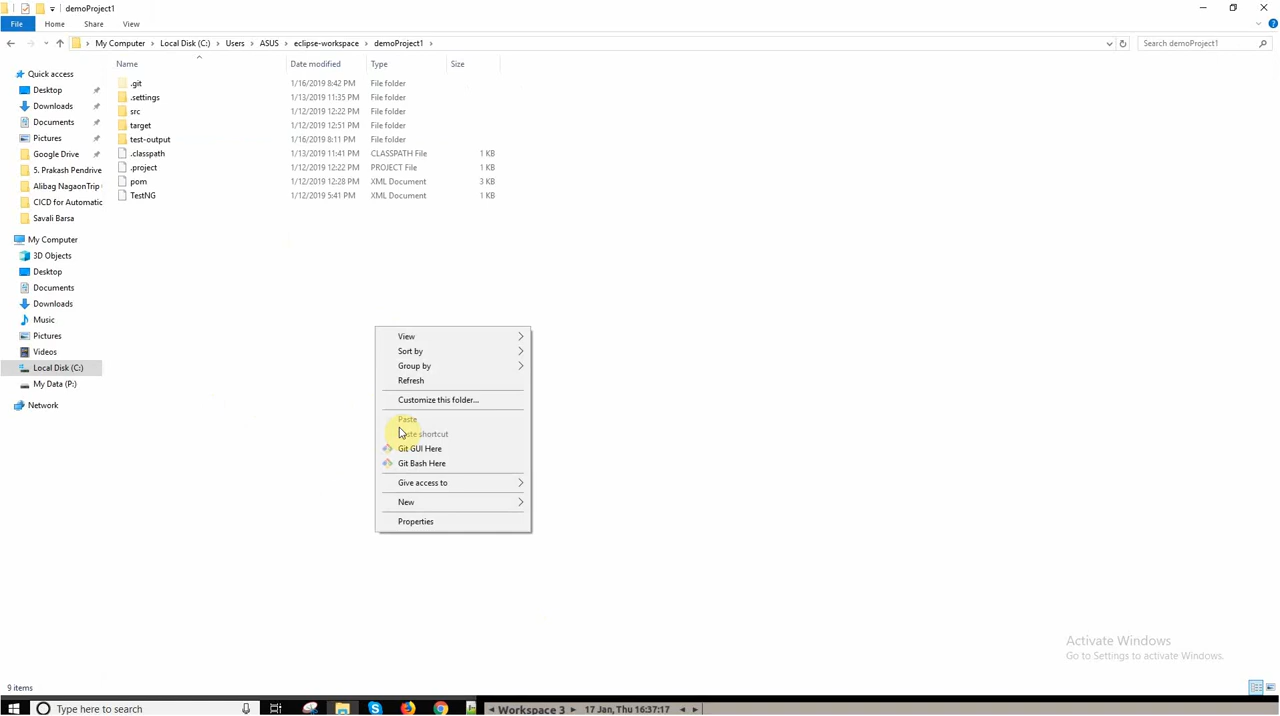 demoProject1
File Home Share View
My Computer Local Disk (C:) Users ASUS eclipse-workspace demoProject1 Search demoProject1
Name Date modified Type Size
Quick access
Desktop
Downloads
Documents
Pictures
Google Drive
5. Prakash Pendrive
Alibag NagaonTrip
CICD for Automatic
Savali Barsa
My Computer
3D Objects
Desktop
Documents
Downloads
Music
Pictures
Videos
Local Disk (C:)
My Data (P:)
Network
.git 1/16/2019 8:42 PM File folder
.settings 1/13/2019 11:35 PM File folder
src 1/12/2019 12:22 PM File folder
target 1/12/2019 12:51 PM File folder
test-output 1/16/2019 8:11 PM File folder
.classpath 1/13/2019 11:41 PM CLASSPATH File 1 KB
.project 1/12/2019 12:22 PM PROJECT File 1 KB
pom 1/12/2019 12:28 PM XML Document 3 KB
TestNG 1/12/2019 5:41 PM XML Document 1 KB
View
Sort by
Group by
Refresh
Customize this folder...
Paste
shortcut
Git GUI Here
Git Bash Here
Give access to
New
Properties
Activate Windows
Go to Settings to activate Windows.
9 items
Type here to search Workspace 3 17 Jan, Thu 16:37:17